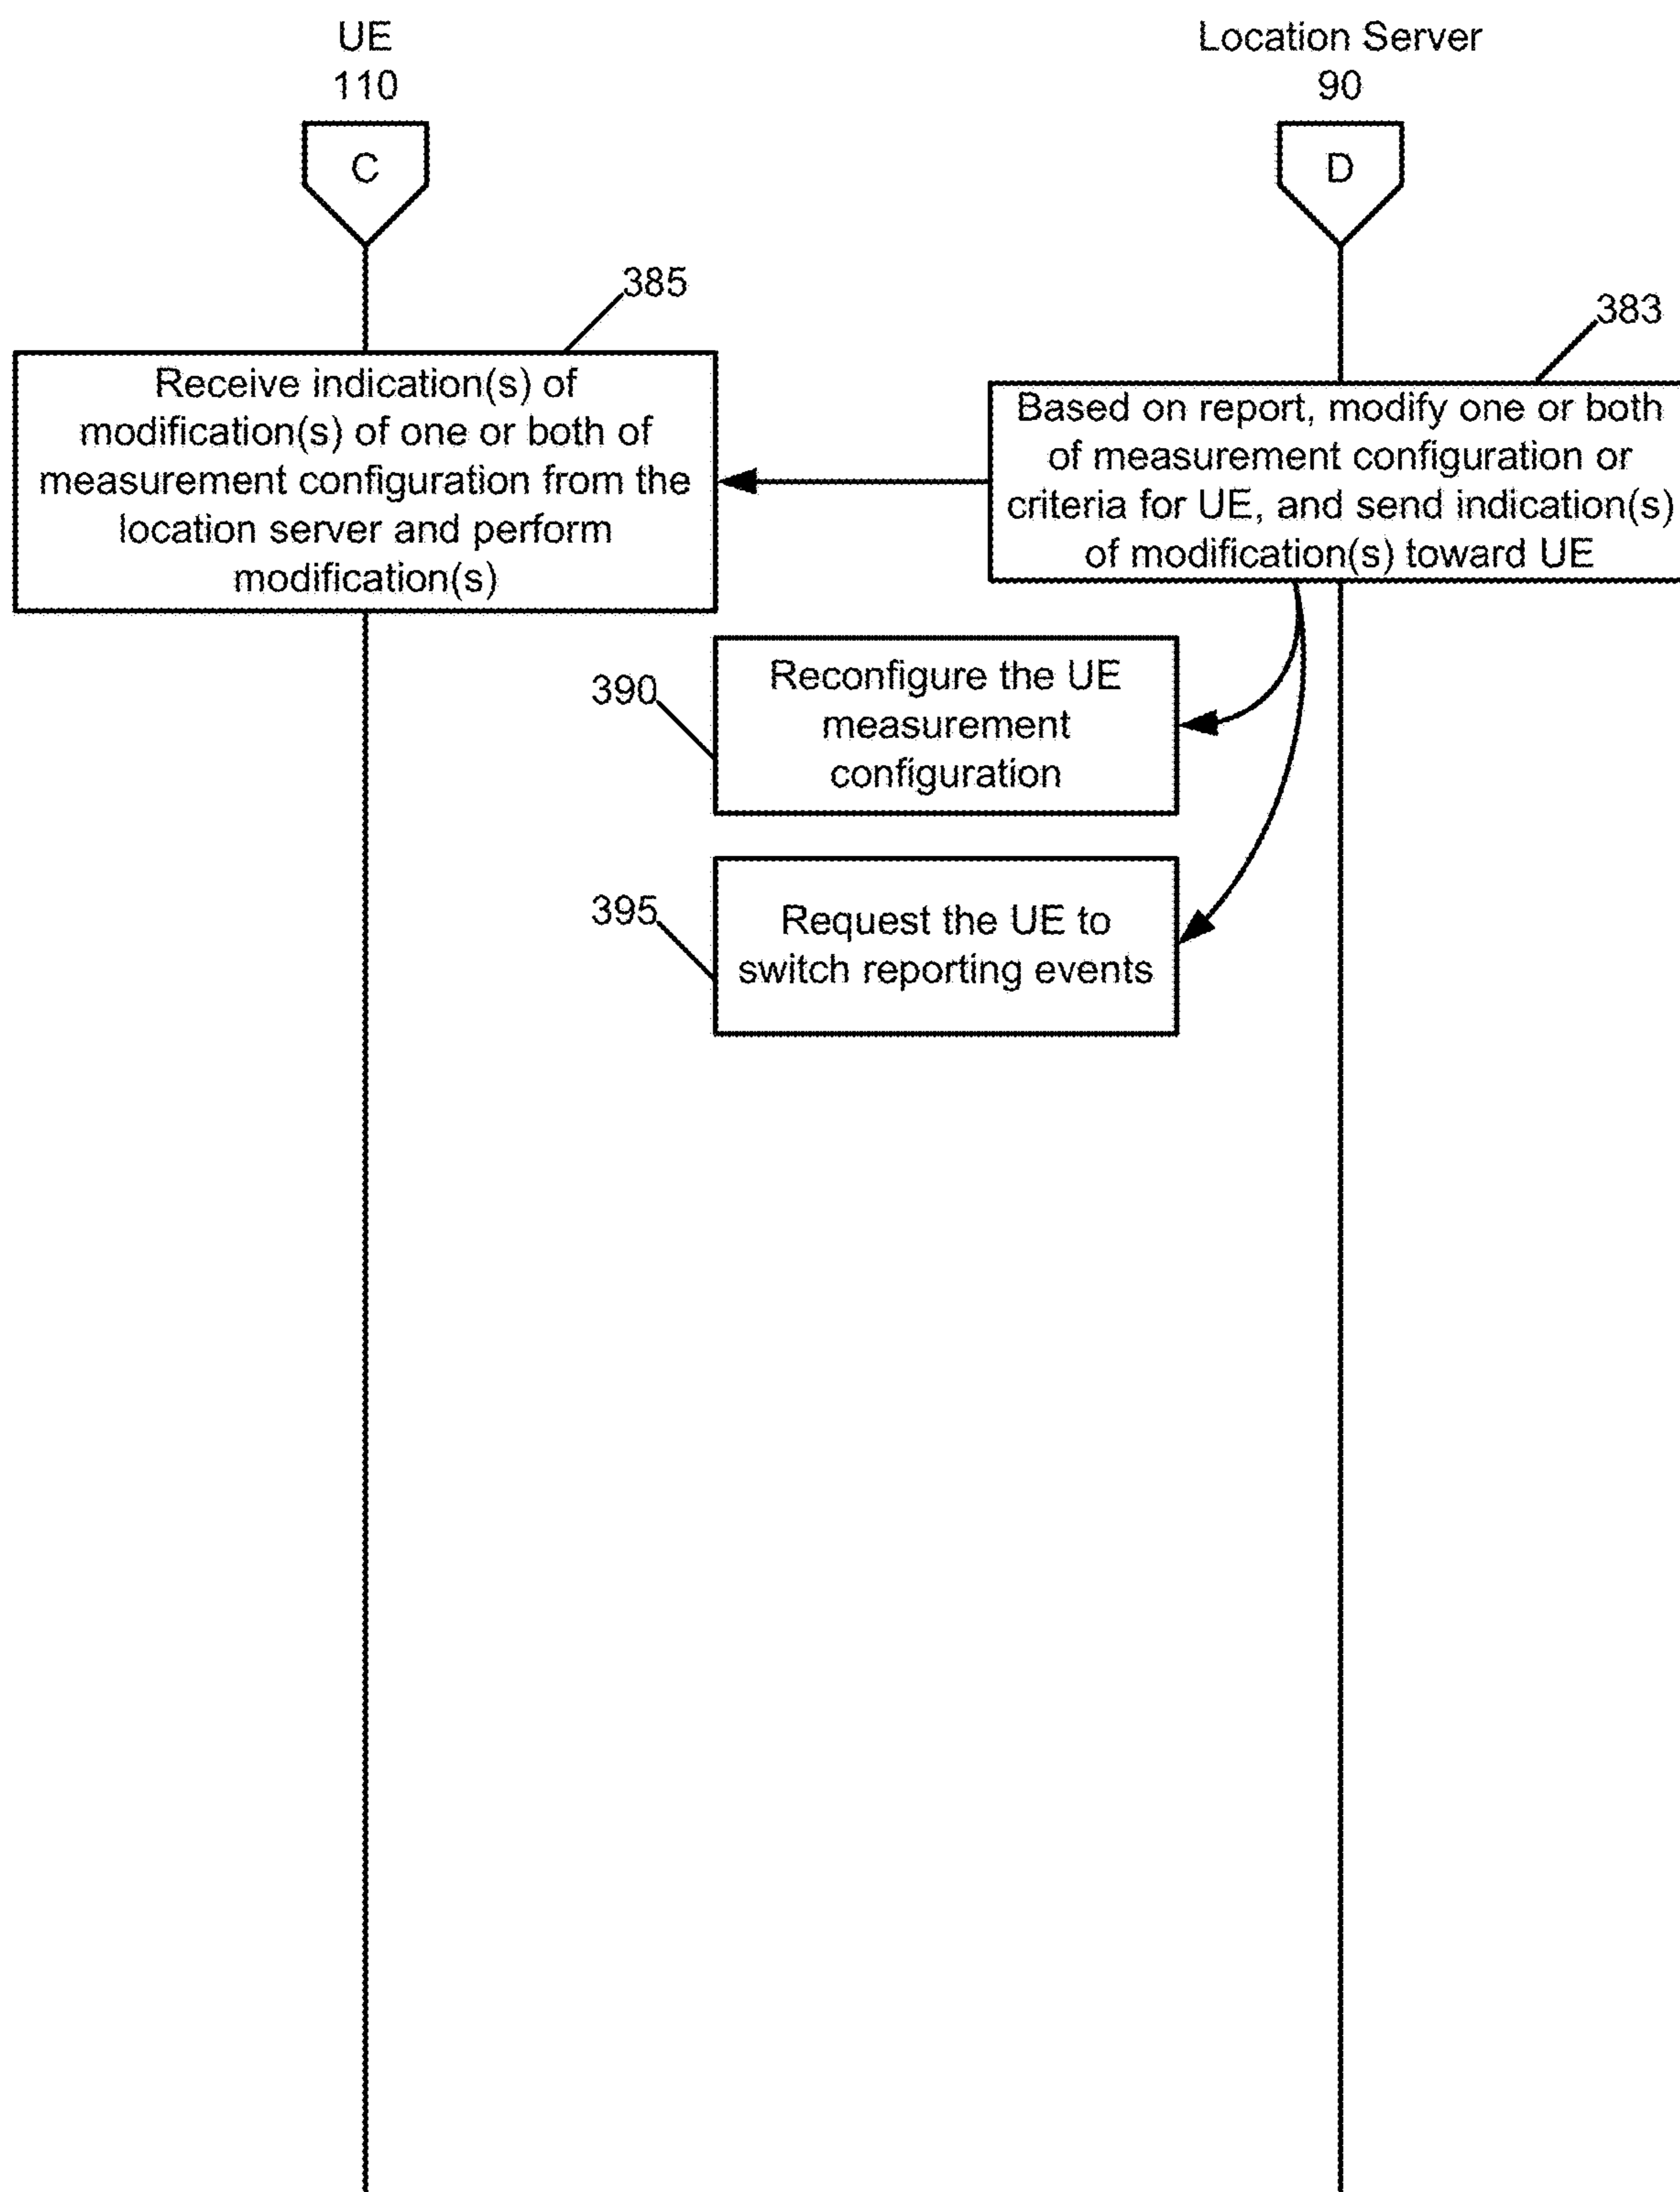 UE
110
Location Server
90
C
D
385
383
Receive indication(s) of
modification(s) of one or both of
measurement configuration from the
location server and perform
modification(s)
Based on report, modify one or both
of measurement configuration or
criteria for UE, and send indication(s)
of modification(s) toward UE
390
Reconfigure the UE
measurement
configuration
395
Request the UE to
switch reporting events